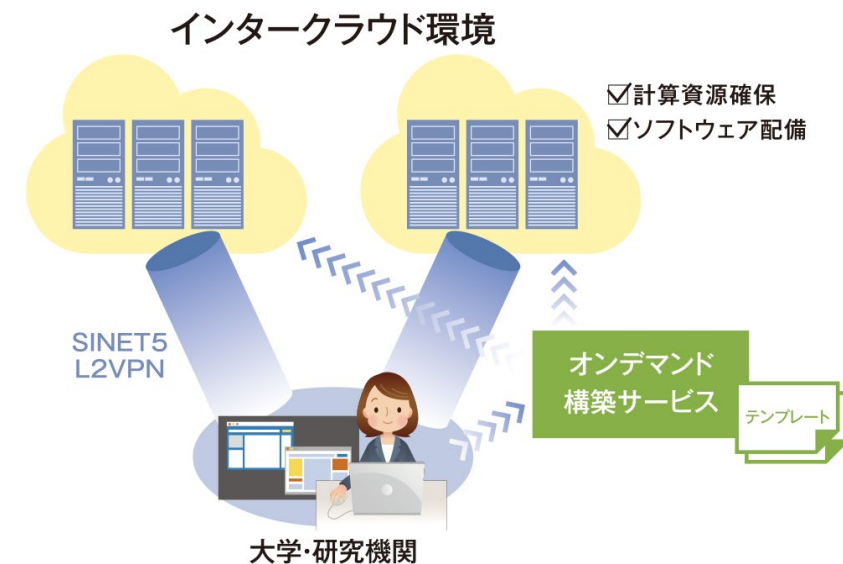 インタークラウド環境
☑計算資源確保
☑ソフトウェア配備
SINET5
L2VPN
オンデマンド
構築サービス
テンプレート
大学・研究機関